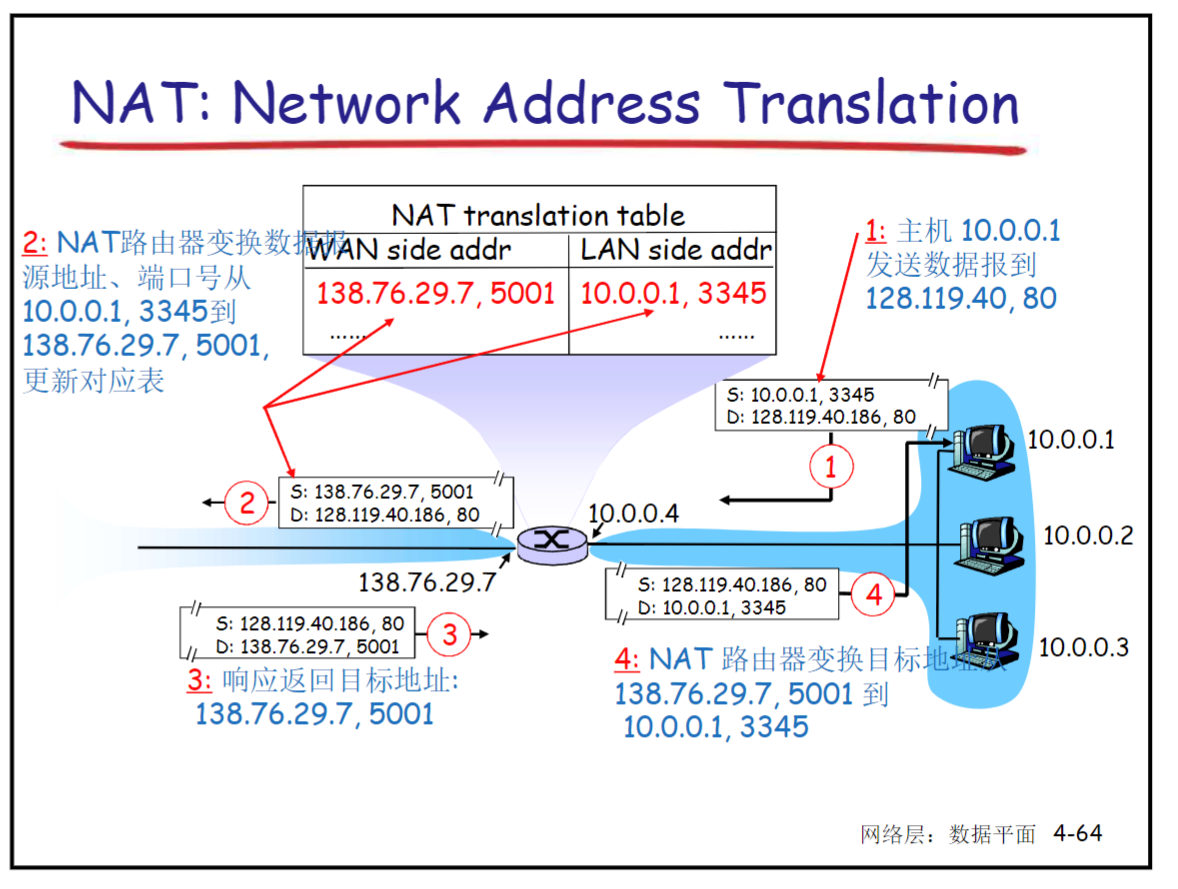 NAT: Network Address Translation
NAT translation table
WAN side addr LAN side addr
138.76.29.7, 5001 10.0.0.1, 3345
...... ......
2: NAT路由器变换数据报
源地址、端口号从
10.0.0.1, 3345到
138.76.29.7, 5001,
更新对应表
1: 主机 10.0.0.1
发送数据报到
128.119.40, 80
S: 10.0.0.1, 3345
D: 128.119.40.186, 80
1
10.0.0.1
S: 138.76.29.7, 5001
D: 128.119.40.186, 80
2
10.0.0.4
10.0.0.2
138.76.29.7
S: 128.119.40.186, 80
D: 10.0.0.1, 3345
4
S: 128.119.40.186, 80
D: 138.76.29.7, 5001
3
10.0.0.3
3: 响应返回目标地址:
138.76.29.7, 5001
4: NAT 路由器变换目标地址
138.76.29.7, 5001 到
10.0.0.1, 3345
网络层：数据平面 4-64